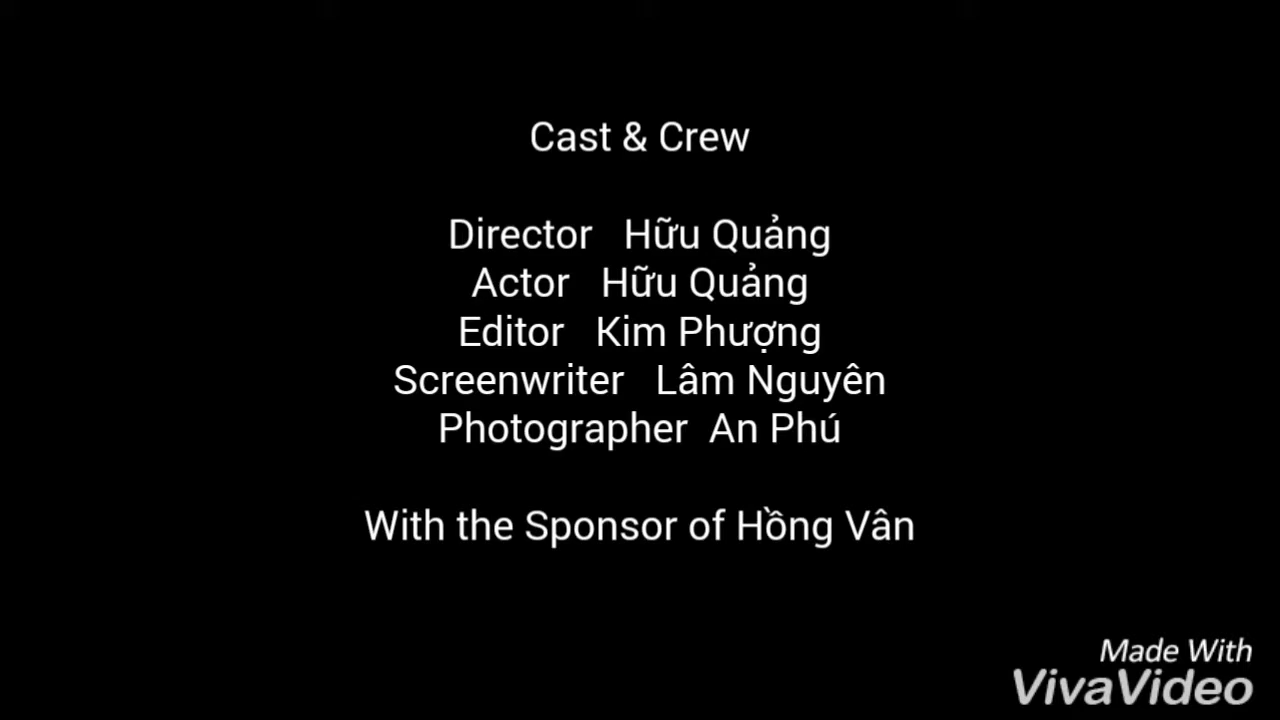 Cast & Crew
Director Hữu Quảng
Actor Hữu Quảng
Editor Kim Phượng
Screenwriter Lâm Nguyên
Photographer An Phú
With the Sponsor of Hồng Vân
Made With
VivaVideo